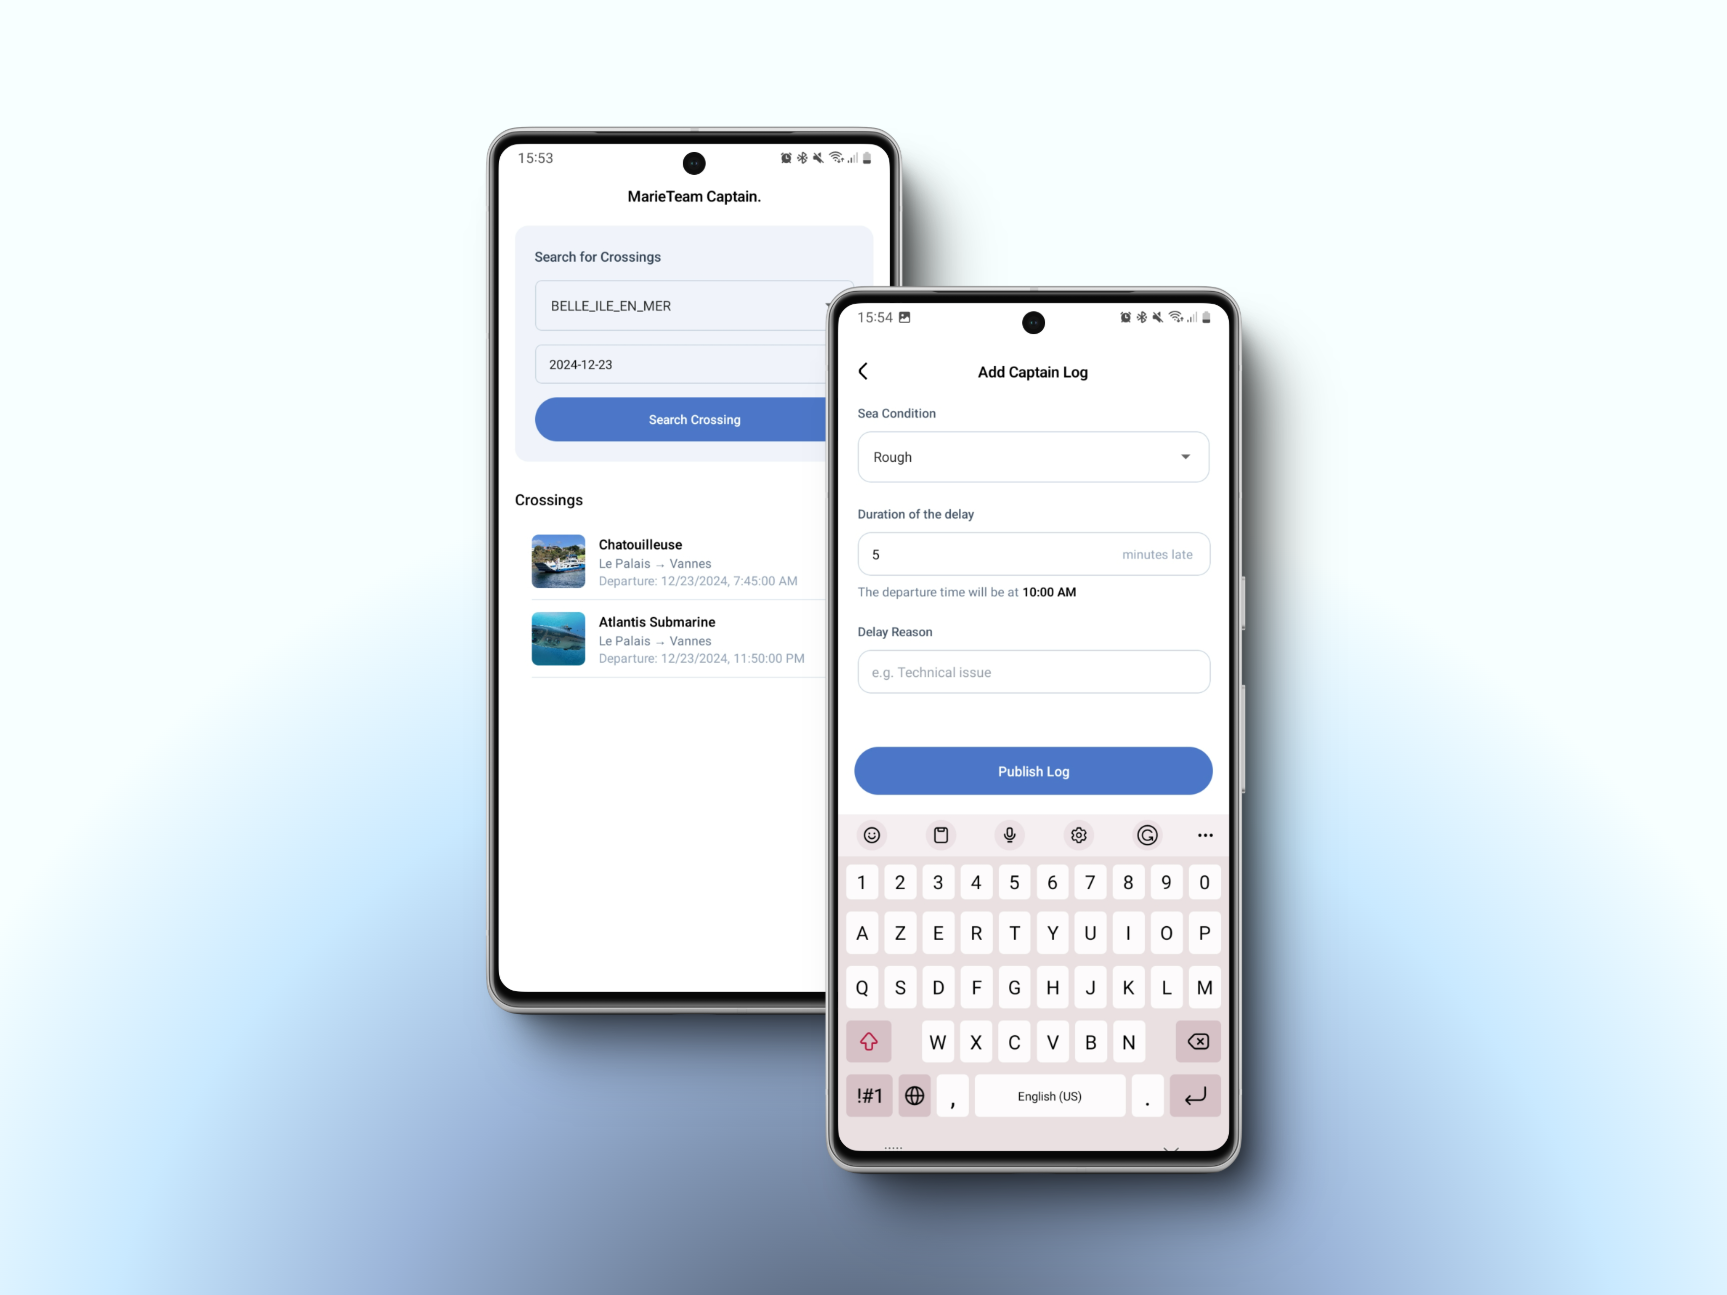 15:53
MarieTeam Captain.
Search for Crossings
BELLE_ILE_EN_MER
2024-12-23
Search Crossing
Crossings
Chatouilleuse
Le Palais → Vannes
Departure: 12/23/2024, 7:45:00 AM
Atlantis Submarine
Le Palais → Vannes
Departure: 12/23/2024, 11:50:00 PM
15:54
Add Captain Log
Sea Condition
Rough
Duration of the delay
5 minutes late
The departure time will be at 10:00 AM
Delay Reason
e.g. Technical issue
Publish Log
1 2 3 4 5 6 7 8 9 0
A Z E R T Y U I O P
Q S D F G H J K L M
W X C V B N
!#1 , English (US) .